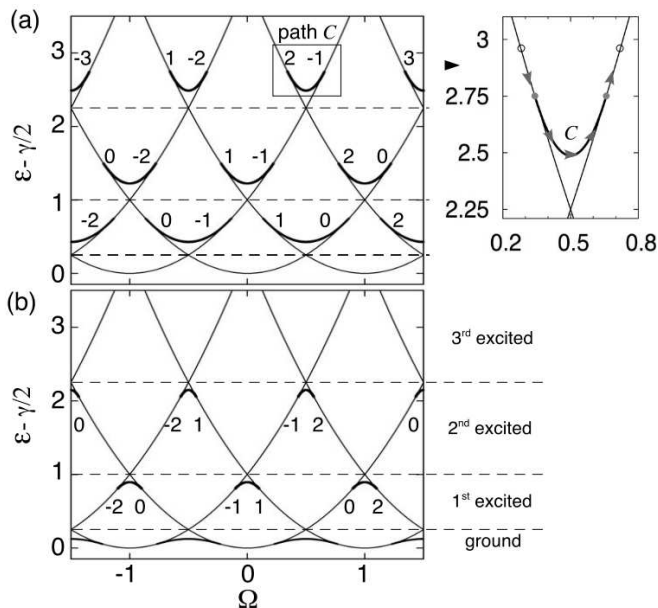 (a)
path C
-3
1 -2
2 -1
3
0 -2
1 -1
2 0
-2
0 -1
1 0
2
3
2
1
0
ε- γ/2
3
2.75
2.5
2.25
0.2 0.5 0.8
C
(b)
3
2
1
0
ε- γ/2
0
-2 1
-1 2
0
-2 0
-1 1
0 2
-1 0 1
Ω
3rd excited
2nd excited
1st excited
ground